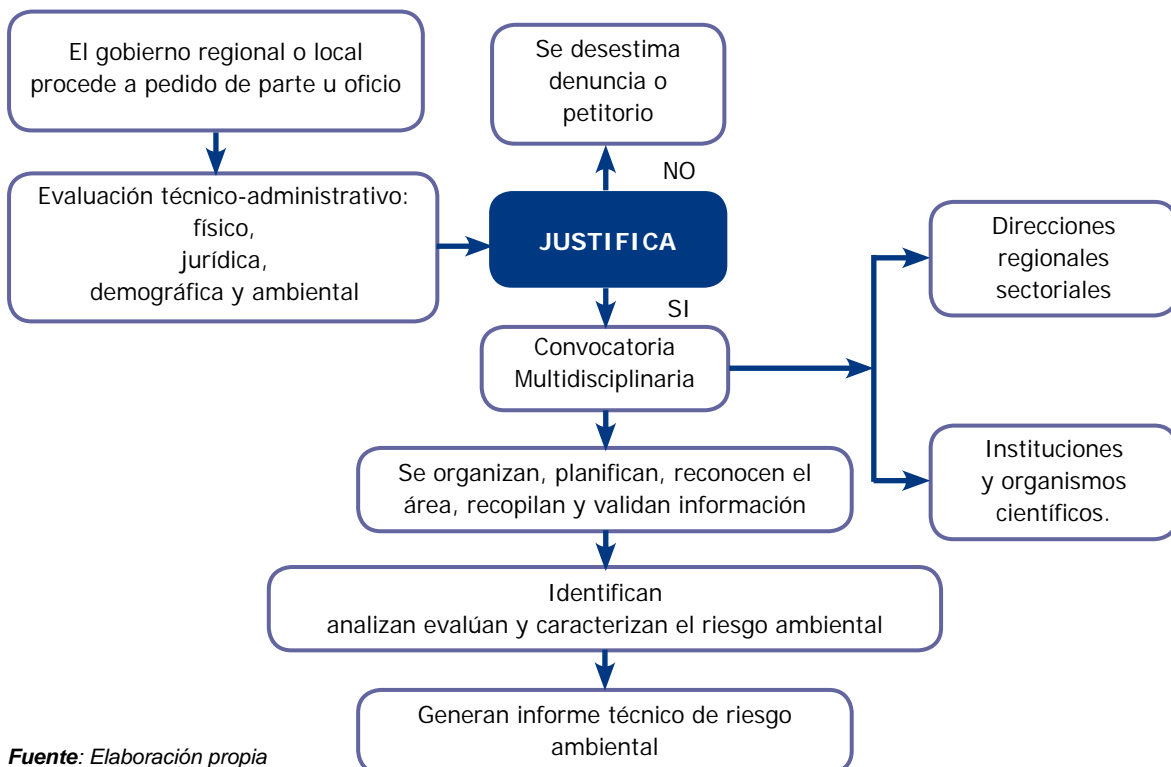 El gobierno regional o local
procede a pedido de parte u oficio
Se desestima
denuncia o
petitorio
NO
Evaluación técnico-administrativo:
físico,
jurídica,
demográfica y ambiental
JUSTIFICA
Direcciones
regionales
sectoriales
SI
Convocatoria
Multidisciplinaria
Instituciones
y organismos
científicos.
Se organizan, planifican, reconocen el
área, recopilan y validan información
Identifican
analizan evalúan y caracterizan el riesgo ambiental
Generan informe técnico de riesgo
ambiental
Fuente: Elaboración propia